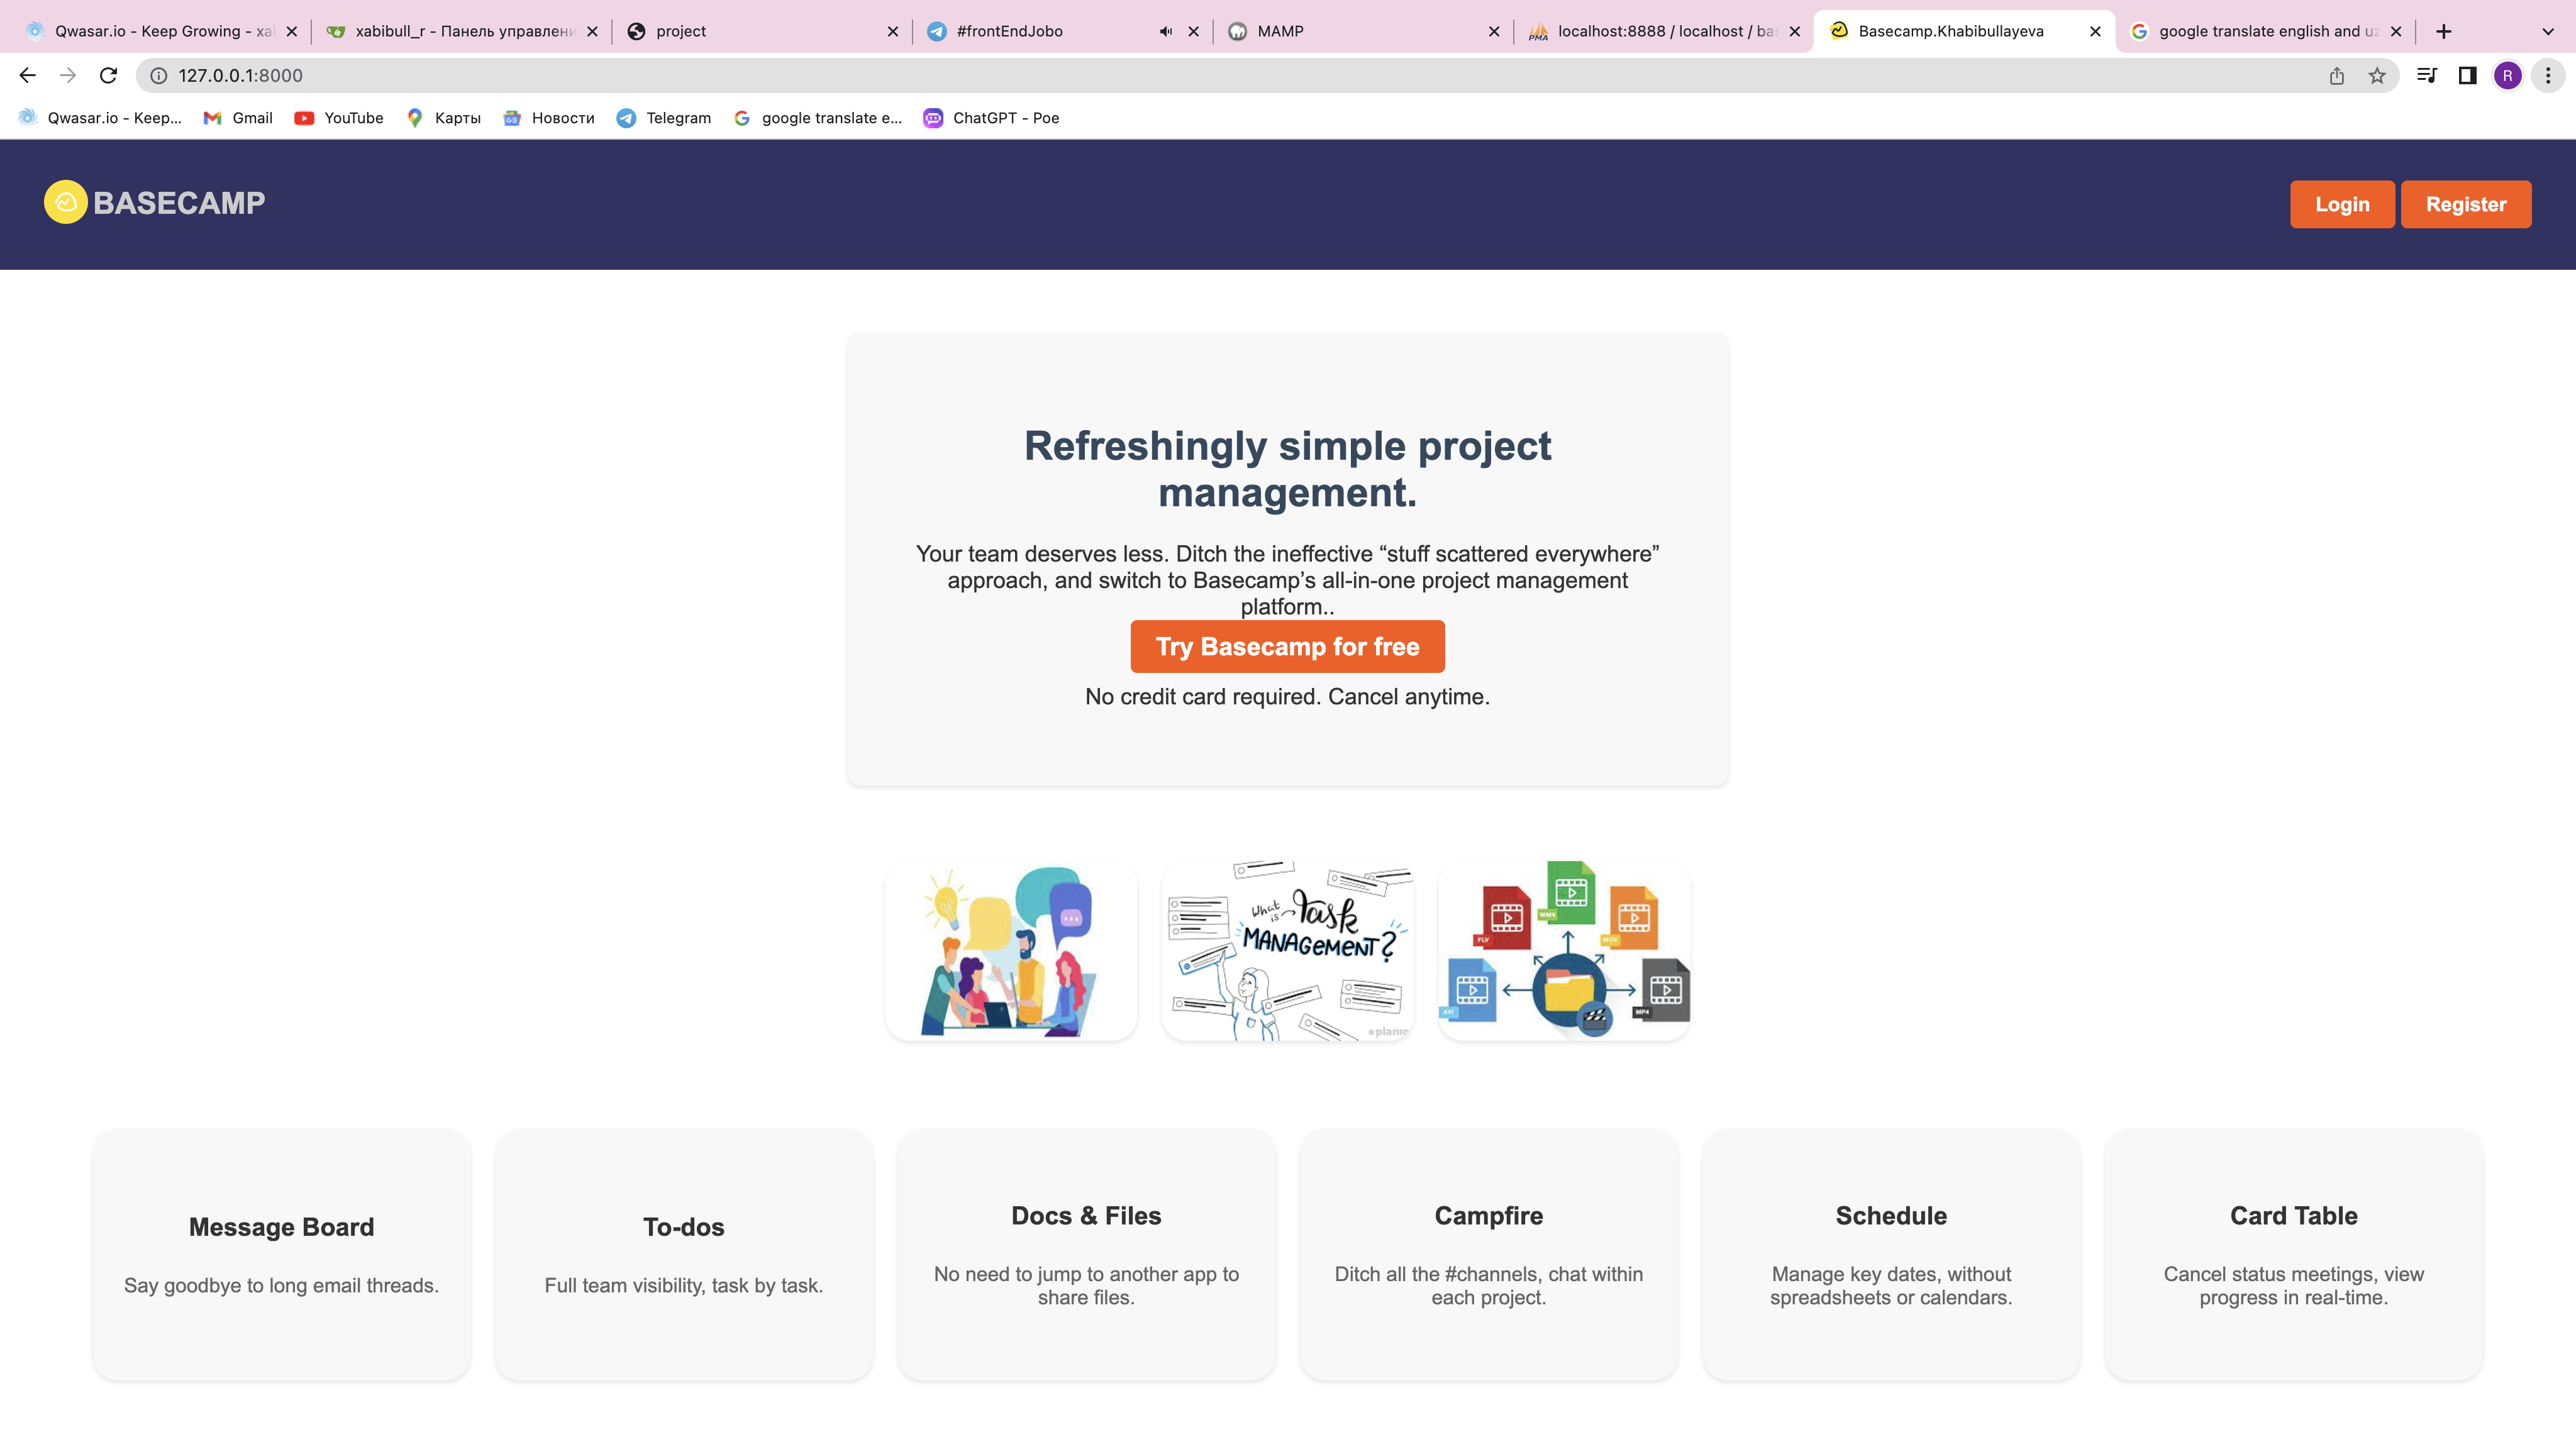 Qwasar.io - Keep Growing - xa
xabibull_r - Панель управлени
project
#frontEndJobo
MAMP
localhost:8888 / localhost / ba
Basecamp.Khabibullayeva
google translate english and uz
127.0.0.1:8000
R
Qwasar.io - Keep...
Gmail
YouTube
Карты
Новости
Telegram
google translate e...
ChatGPT - Poe
BASECAMP
Login
Register
Refreshingly simple project
management.
Your team deserves less. Ditch the ineffective “stuff scattered everywhere”
approach, and switch to Basecamp’s all-in-one project management
platform..
Try Basecamp for free
No credit card required. Cancel anytime.
What is Task
MANAGEMENT?
planio
FLV
WMV
MOV
AVI
MP4
Message Board
Say goodbye to long email threads.
To-dos
Full team visibility, task by task.
Docs & Files
No need to jump to another app to
share files.
Campfire
Ditch all the #channels, chat within
each project.
Schedule
Manage key dates, without
spreadsheets or calendars.
Card Table
Cancel status meetings, view
progress in real-time.